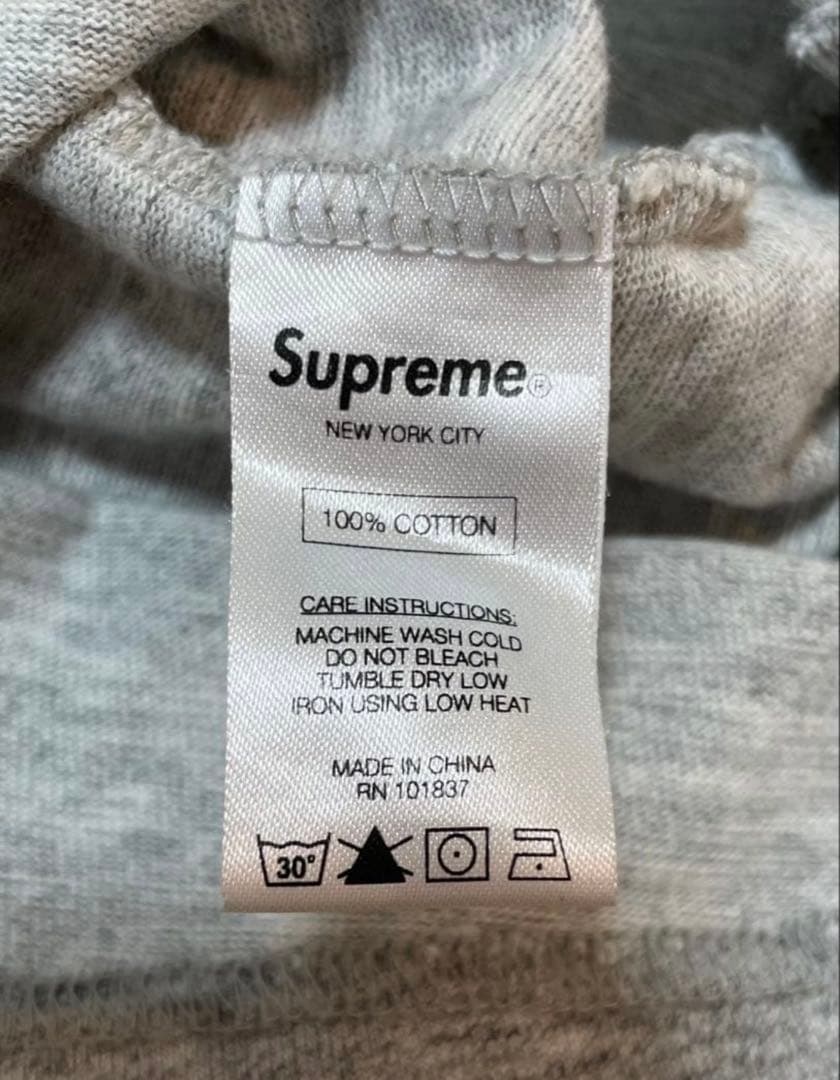 Supreme®
NEW YORK CITY
100% COTTON
CARE INSTRUCTIONS:
MACHINE WASH COLD
DO NOT BLEACH
TUMBLE DRY LOW
IRON USING LOW HEAT
MADE IN CHINA
RN 101837
30°